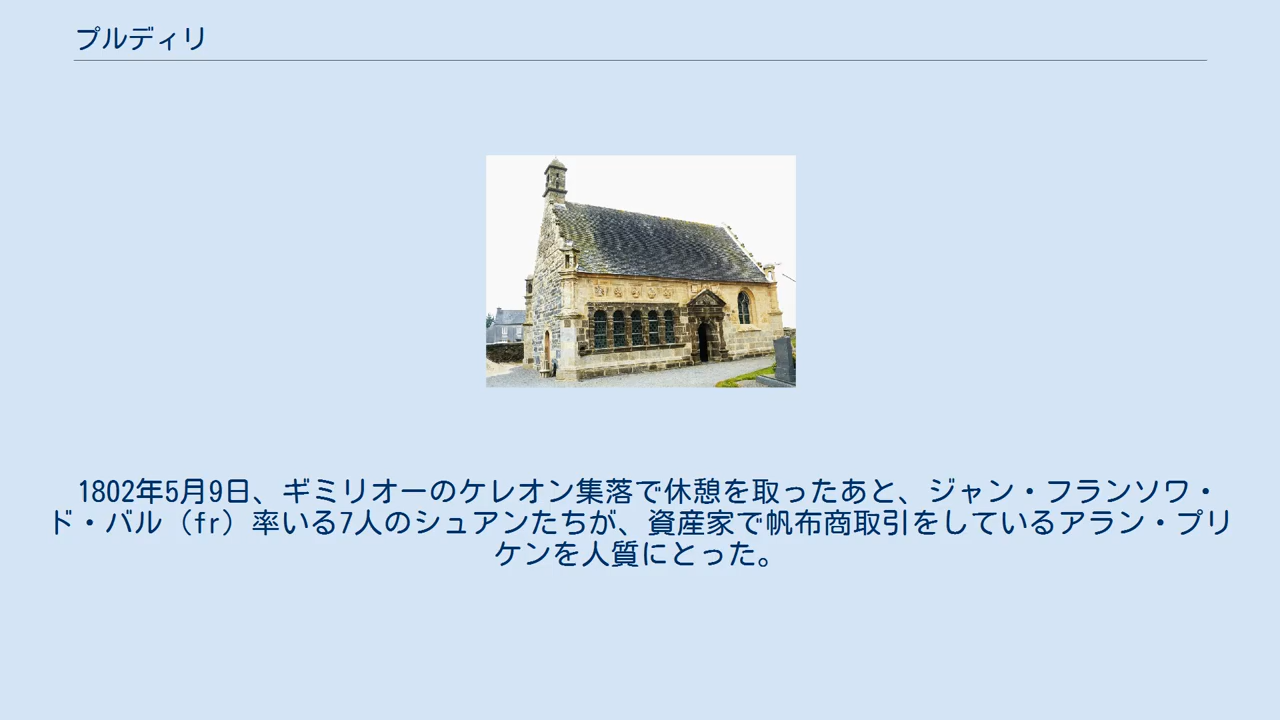 プルディリ
1802年5月9日、ギミリオーのケレオン集落で休憩を取ったあと、ジャン・フランソワ・
ド・バル（fr）率いる7人のシュアンたちが、資産家で帆布商取引をしているアラン・プリ
ケンを人質にとった。